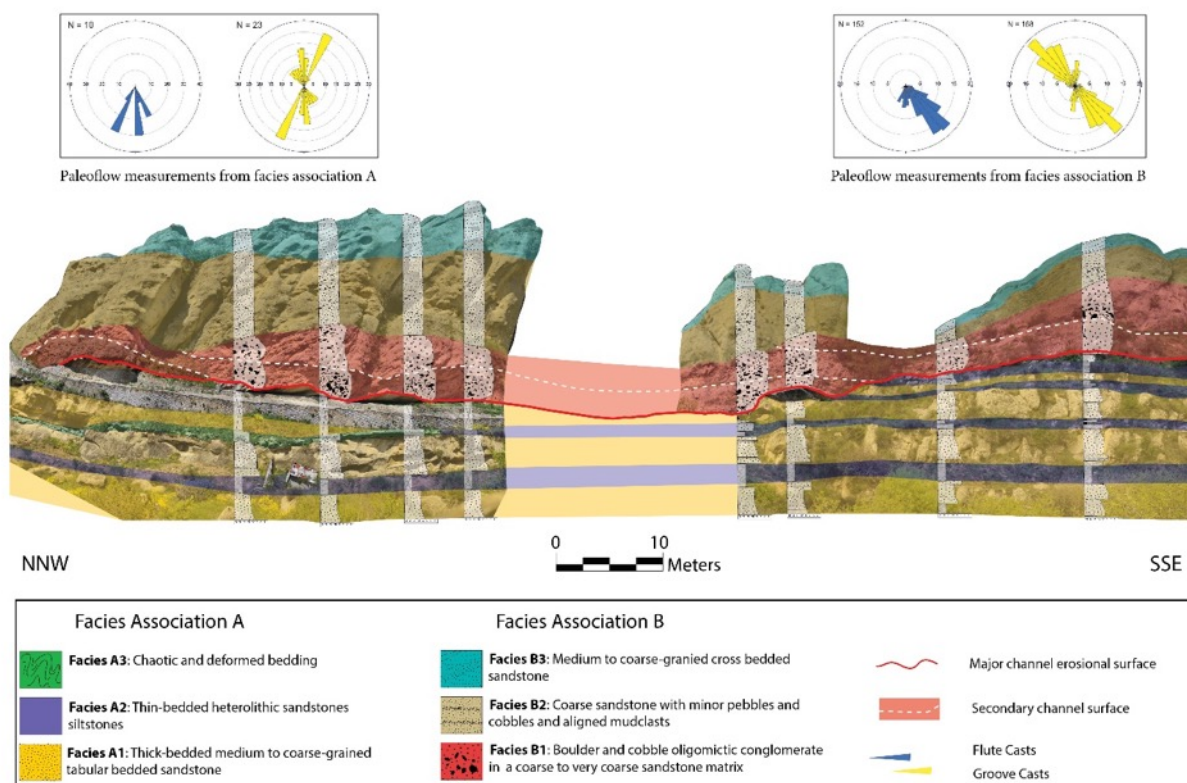 N = 10
N = 23
N = 152
N = 168
Paleoflow measurements from facies association A
Paleoflow measurements from facies association B
0 10
Meters
NNW
SSE
Facies Association A
Facies A3: Chaotic and deformed bedding
Facies A2: Thin-bedded heterolithic sandstones
siltstones
Facies A1: Thick-bedded medium to coarse-grained
tabular bedded sandstone
Facies Association B
Facies B3: Medium to coarse-granied cross bedded
sandstone
Facies B2: Coarse sandstone with minor pebbles and
cobbles and aligned mudclasts
Facies B1: Boulder and cobble oligomictic conglomerate
in a coarse to very coarse sandstone matrix
Major channel erosional surface
Secondary channel surface
Flute Casts
Groove Casts